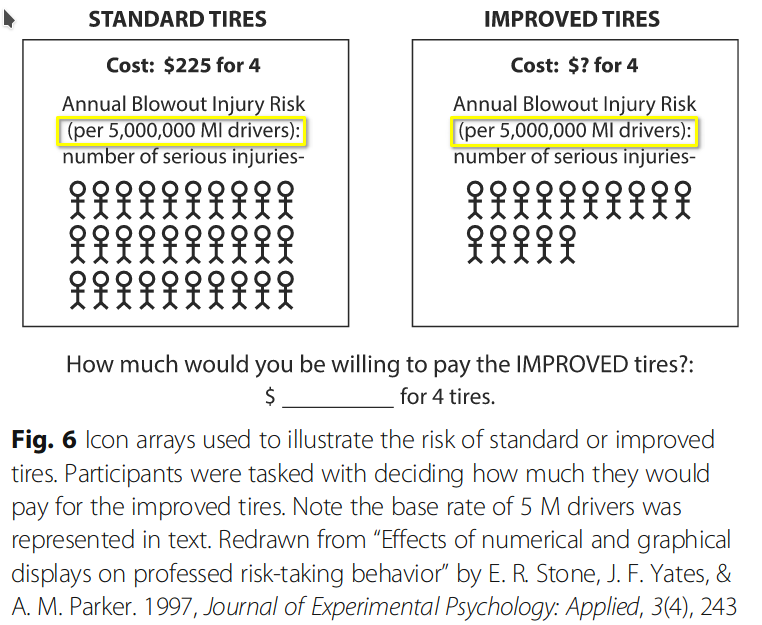 STANDARD TIRES
Cost: $225 for 4
Annual Blowout Injury Risk
(per 5,000,000 MI drivers):
number of serious injuries-
IMPROVED TIRES
Cost: $? for 4
Annual Blowout Injury Risk
(per 5,000,000 MI drivers):
number of serious injuries-
How much would you be willing to pay the IMPROVED tires?:
$ __________ for 4 tires.
Fig. 6 Icon arrays used to illustrate the risk of standard or improved
tires. Participants were tasked with deciding how much they would
pay for the improved tires. Note the base rate of 5 M drivers was
represented in text. Redrawn from “Effects of numerical and graphical
displays on professed risk-taking behavior” by E. R. Stone, J. F. Yates, &
A. M. Parker. 1997, Journal of Experimental Psychology: Applied, 3(4), 243